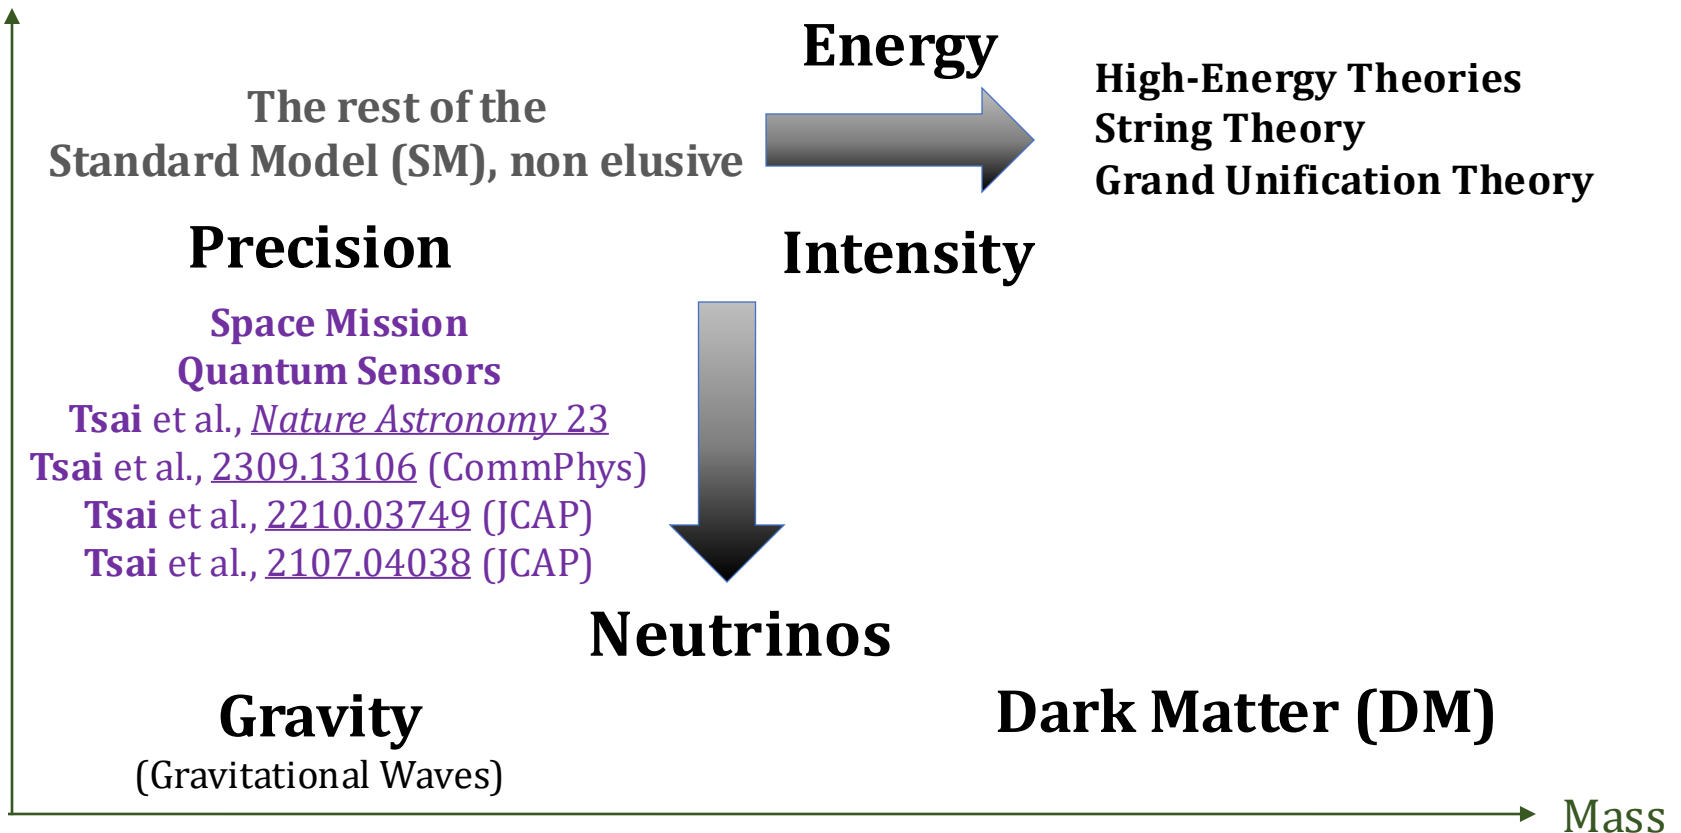 Energy
The rest of the
Standard Model (SM), non elusive
High-Energy Theories
String Theory
Grand Unification Theory
Precision
Intensity
Space Mission
Quantum Sensors
Tsai et al., Nature Astronomy 23
Tsai et al., 2309.13106 (CommPhys)
Tsai et al., 2210.03749 (JCAP)
Tsai et al., 2107.04038 (JCAP)
Neutrinos
Gravity
(Gravitational Waves)
Dark Matter (DM)
Mass